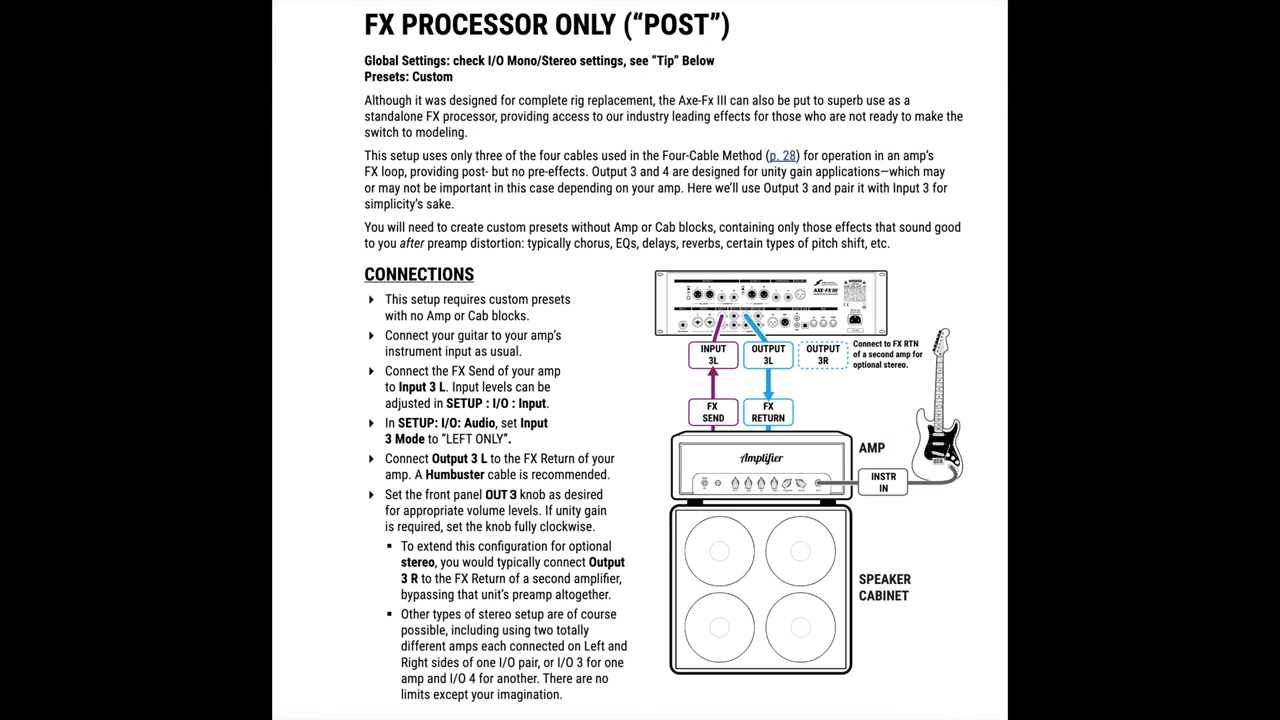 FX PROCESSOR ONLY (“POST”)
Global Settings: check I/O Mono/Stereo settings, see “Tip” Below
Presets: Custom
Although it was designed for complete rig replacement, the Axe-Fx III can also be put to superb use as a
standalone FX processor, providing access to our industry leading effects for those who are not ready to make the
switch to modeling.
This setup uses only three of the four cables used in the Four-Cable Method (p. 28) for operation in an amp’s
FX loop, providing post- but no pre-effects. Output 3 and 4 are designed for unity gain applications—which may
or may not be important in this case depending on your amp. Here we’ll use Output 3 and pair it with Input 3 for
simplicity’s sake.
You will need to create custom presets without Amp or Cab blocks, containing only those effects that sound good
to you after preamp distortion: typically chorus, EQs, delays, reverbs, certain types of pitch shift, etc.
CONNECTIONS
This setup requires custom presets
with no Amp or Cab blocks.
Connect your guitar to your amp’s
instrument input as usual.
Connect the FX Send of your amp
to Input 3 L. Input levels can be
adjusted in SETUP : I/O : Input.
In SETUP: I/O: Audio, set Input
3 Mode to “LEFT ONLY”.
Connect Output 3 L to the FX Return of your
amp. A Humbuster cable is recommended.
Set the front panel OUT 3 knob as desired
for appropriate volume levels. If unity gain
is required, set the knob fully clockwise.
To extend this configuration for optional
stereo, you would typically connect Output
3 R to the FX Return of a second amplifier,
bypassing that unit’s preamp altogether.
Other types of stereo setup are of course
possible, including using two totally
different amps each connected on Left and
Right sides of one I/O pair, or I/O 3 for one
amp and I/O 4 for another. There are no
limits except your imagination.
AXE-FX III
INPUT
3L
OUTPUT
3L
OUTPUT
3R
Connect to FX RTN
of a second amp for
optional stereo.
FX
SEND
FX
RETURN
Amplifier
AMP
INSTR
IN
SPEAKER
CABINET